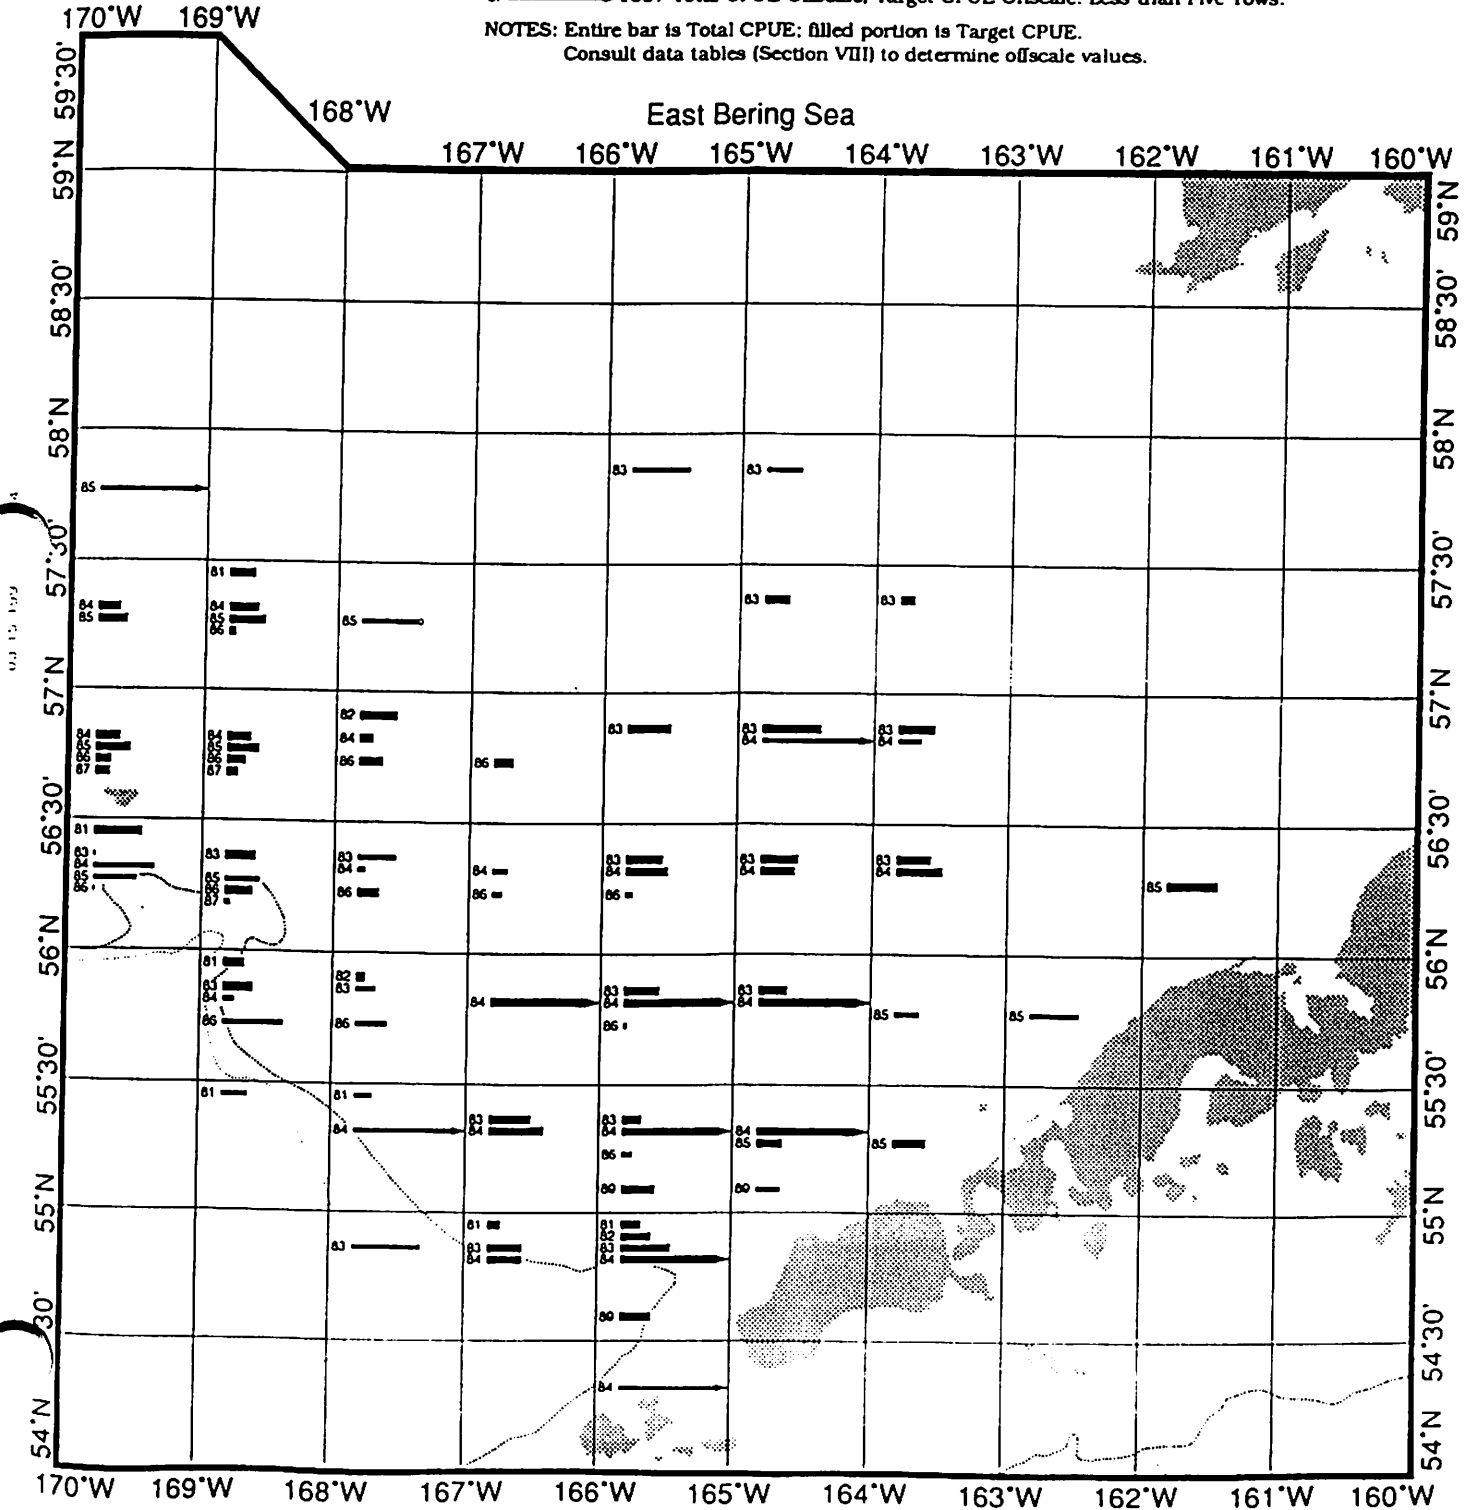 170°W 169°W
NOTES: Entire bar is Total CPUE; filled portion is Target CPUE.
Consult data tables (Section VIII) to determine offscale values.
168°W
East Bering Sea
167°W 166°W 165°W 164°W 163°W 162°W 161°W 160°W
59°30'
59°N 59°N
58°30' 58°30'
58°N 58°N
83 83
85
57°30' 57°30'
81
84 84 83 83
85 85 85
86
57°N 57°N
82
84 84 84 83 83 83
85 85 84 84
86 86 86 86
87 87
56°30' 56°30'
81
83 83 83 83 83 83
84 84 84 84 84 84
85 85 85
86 86 86 86 86
87
56°N 56°N
81 82
83 83 83 83
84 84 84 84
85 85
86 86 86
55°30' 55°30'
81 81
83 83
84 84 84 84
85 85
86
89 89
55°N 55°N
81 81
82
83 83 83
84 84
89
30' 54°30'
84
54°N 54°N
170°W 169°W 168°W 167°W 166°W 165°W 164°W 163°W 162°W 161°W 160°W